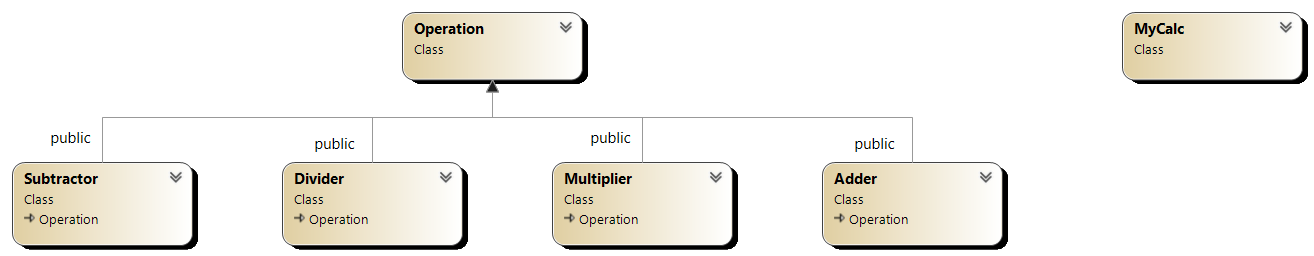 Operation
Class
MyCalc
Class
public
public
public
public
Subtractor
Class
Operation
Divider
Class
Operation
Multiplier
Class
Operation
Adder
Class
Operation